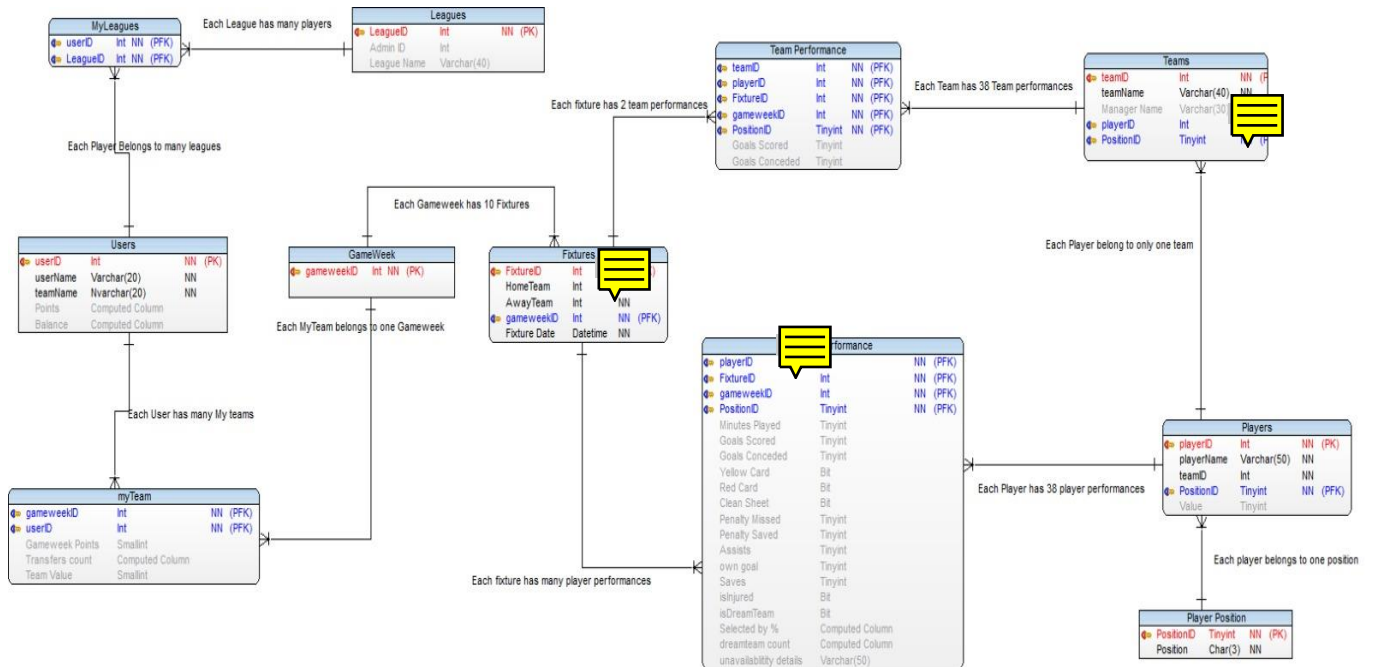 MyLeagues
userID Int NN (PFK)
LeagueID Int NN (PFK)
Each League has many players
Leagues
LeagueID Int NN (PK)
Admin ID Int
League Name Varchar(40)
Team Performance
teamID Int NN (PFK)
playerID Int NN (PFK)
FixtureID Int NN (PFK)
gameweekID Int NN (PFK)
PositionID Tinyint NN (PFK)
Goals Scored Tinyint
Goals Conceded Tinyint
Each Team has 38 Team performances
Teams
teamID Int NN
teamName Varchar(40) NN
Manager Name
playerID Int
PositionID Tinyint
Each fixture has 2 team performances
Each Player Belongs to many leagues
Each Gameweek has 10 Fixtures
Each Player belong to only one team
Users
userID Int NN (PK)
userName Varchar(20) NN
teamName Nvarchar(20) NN
Points Computed Column
Balance Computed Column
GameWeek
gameweekID Int NN (PK)
Fixtures
FixtureID Int
HomeTeam Int
AwayTeam Int NN
gameweekID Int NN (PFK)
Fixture Date Datetime NN
Each MyTeam belongs to one Gameweek
playerID NN (PFK)
FixtureID Int NN (PFK)
gameweekID Int NN (PFK)
PositionID Tinyint NN (PFK)
Minutes Played Tinyint
Goals Scored Tinyint
Goals Conceded Tinyint
Yellow Card Bit
Red Card Bit
Clean Sheet Bit
Penalty Missed Tinyint
Penalty Saved Tinyint
Assists Tinyint
own goal Tinyint
Saves Tinyint
isInjured Bit
isDreamTeam Bit
Selected by % Computed Column
dreamteam count Computed Column
unavailablitity details Varchar(50)
Each User has many My teams
myTeam
gameweekID Int NN (PFK)
userID Int NN (PFK)
Gameweek Points Smallint
Transfers count Computed Column
Team Value Smallint
Each fixture has many player performances
Each Player has 38 player performances
Players
playerID Int NN (PK)
playerName Varchar(50) NN
teamID Int NN
PositionID Tinyint NN (PFK)
Value Tinyint
Each player belongs to one position
Player Position
PositionID Tinyint NN (PK)
Position Char(3) NN